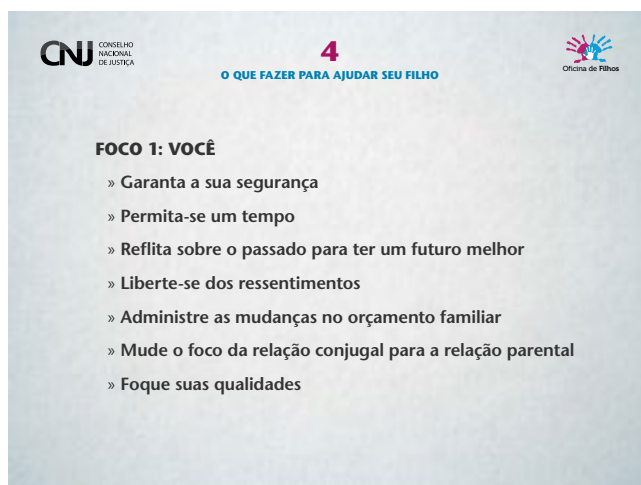 CNJ
CONSELHO
NACIONAL
DE JUSTIÇA
4
O QUE FAZER PARA AJUDAR SEU FILHO
Oficina de Filhos
FOCO 1: VOCÊ
» Garanta a sua segurança
» Permita-se um tempo
» Reflita sobre o passado para ter um futuro melhor
» Liberte-se dos ressentimentos
» Administre as mudanças no orçamento familiar
» Mude o foco da relação conjugal para a relação parental
» Foque suas qualidades